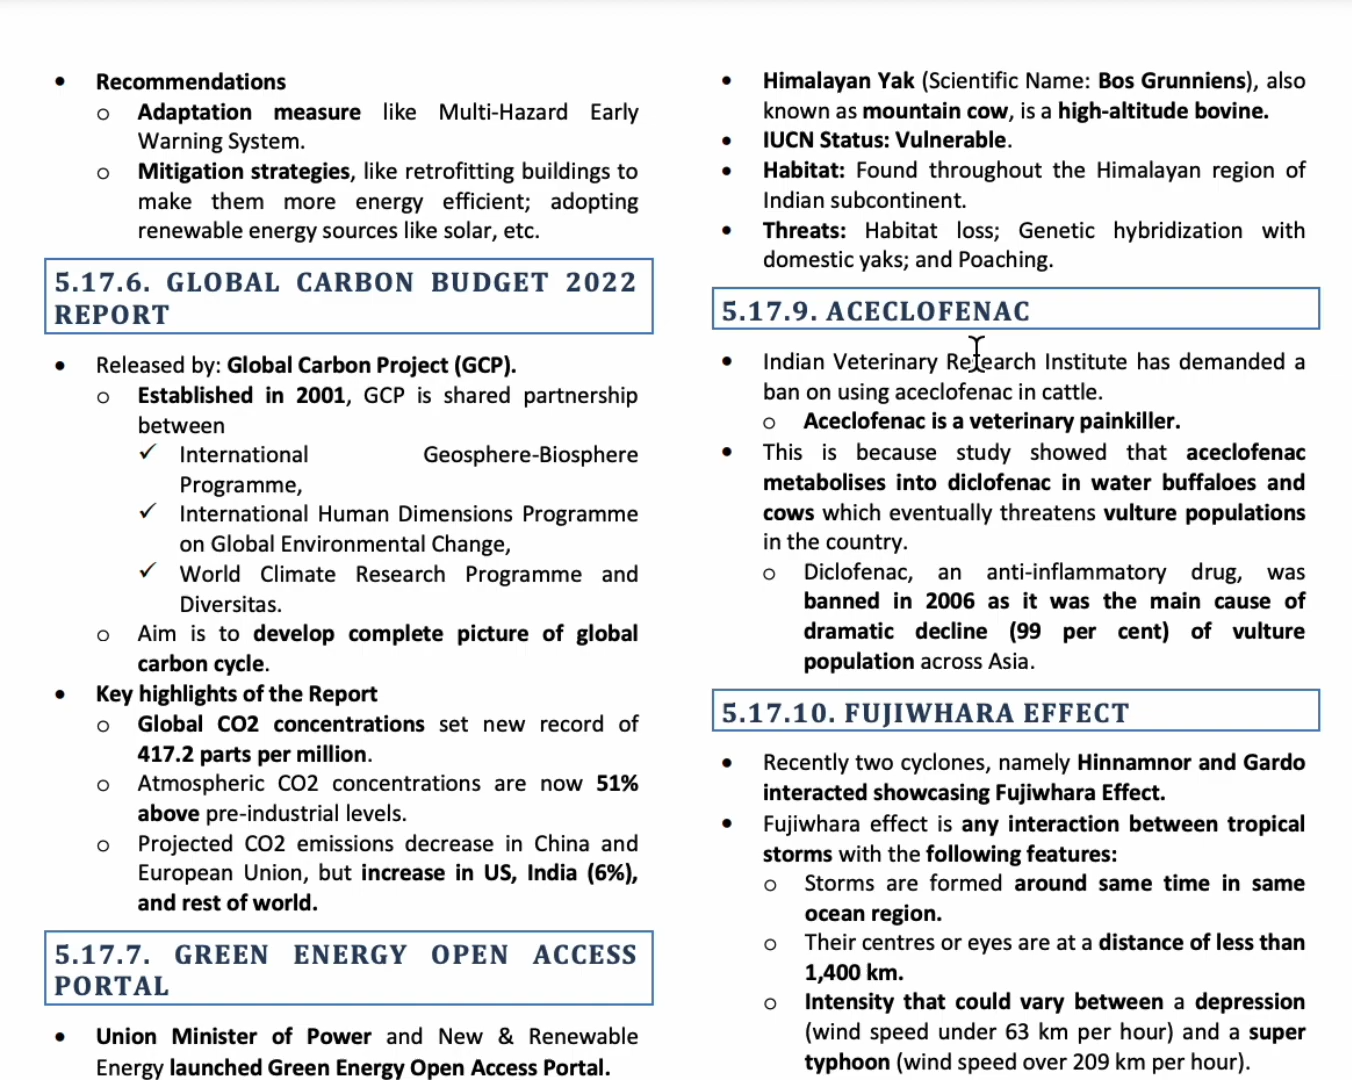 • Recommendations
o Adaptation measure like Multi-Hazard Early
Warning System.
o Mitigation strategies, like retrofitting buildings to
make them more energy efficient; adopting
renewable energy sources like solar, etc.
5.17.6. GLOBAL CARBON BUDGET 2022
REPORT
• Released by: Global Carbon Project (GCP).
o Established in 2001, GCP is shared partnership
between
✓ International Geosphere-Biosphere
Programme,
✓ International Human Dimensions Programme
on Global Environmental Change,
✓ World Climate Research Programme and
Diversitas.
o Aim is to develop complete picture of global
carbon cycle.
• Key highlights of the Report
o Global CO2 concentrations set new record of
417.2 parts per million.
o Atmospheric CO2 concentrations are now 51%
above pre-industrial levels.
o Projected CO2 emissions decrease in China and
European Union, but increase in US, India (6%),
and rest of world.
5.17.7. GREEN ENERGY OPEN ACCESS
PORTAL
• Union Minister of Power and New & Renewable
Energy launched Green Energy Open Access Portal.
• Himalayan Yak (Scientific Name: Bos Grunniens), also
known as mountain cow, is a high-altitude bovine.
• IUCN Status: Vulnerable.
• Habitat: Found throughout the Himalayan region of
Indian subcontinent.
• Threats: Habitat loss; Genetic hybridization with
domestic yaks; and Poaching.
5.17.9. ACECLOFENAC
• Indian Veterinary Research Institute has demanded a
ban on using aceclofenac in cattle.
o Aceclofenac is a veterinary painkiller.
• This is because study showed that aceclofenac
metabolises into diclofenac in water buffaloes and
cows which eventually threatens vulture populations
in the country.
o Diclofenac, an anti-inflammatory drug, was
banned in 2006 as it was the main cause of
dramatic decline (99 per cent) of vulture
population across Asia.
5.17.10. FUJIWHARA EFFECT
• Recently two cyclones, namely Hinnamnor and Gardo
interacted showcasing Fujiwhara Effect.
• Fujiwhara effect is any interaction between tropical
storms with the following features:
o Storms are formed around same time in same
ocean region.
o Their centres or eyes are at a distance of less than
1,400 km.
o Intensity that could vary between a depression
(wind speed under 63 km per hour) and a super
typhoon (wind speed over 209 km per hour).